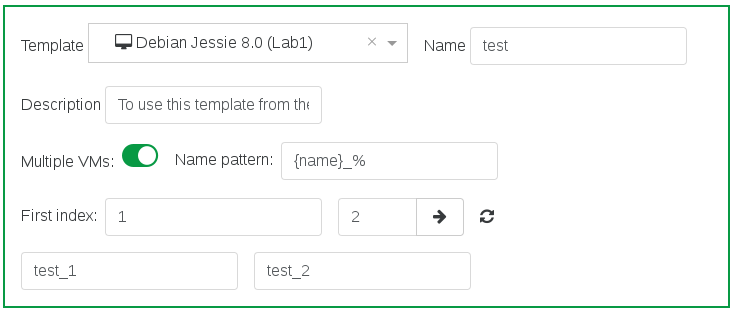 Template Debian Jessie 8.0 (Lab1) × Name test
Description To use this template from the
Multiple VMs: Name pattern: {name}_%
First index: 1 2
test_1 test_2